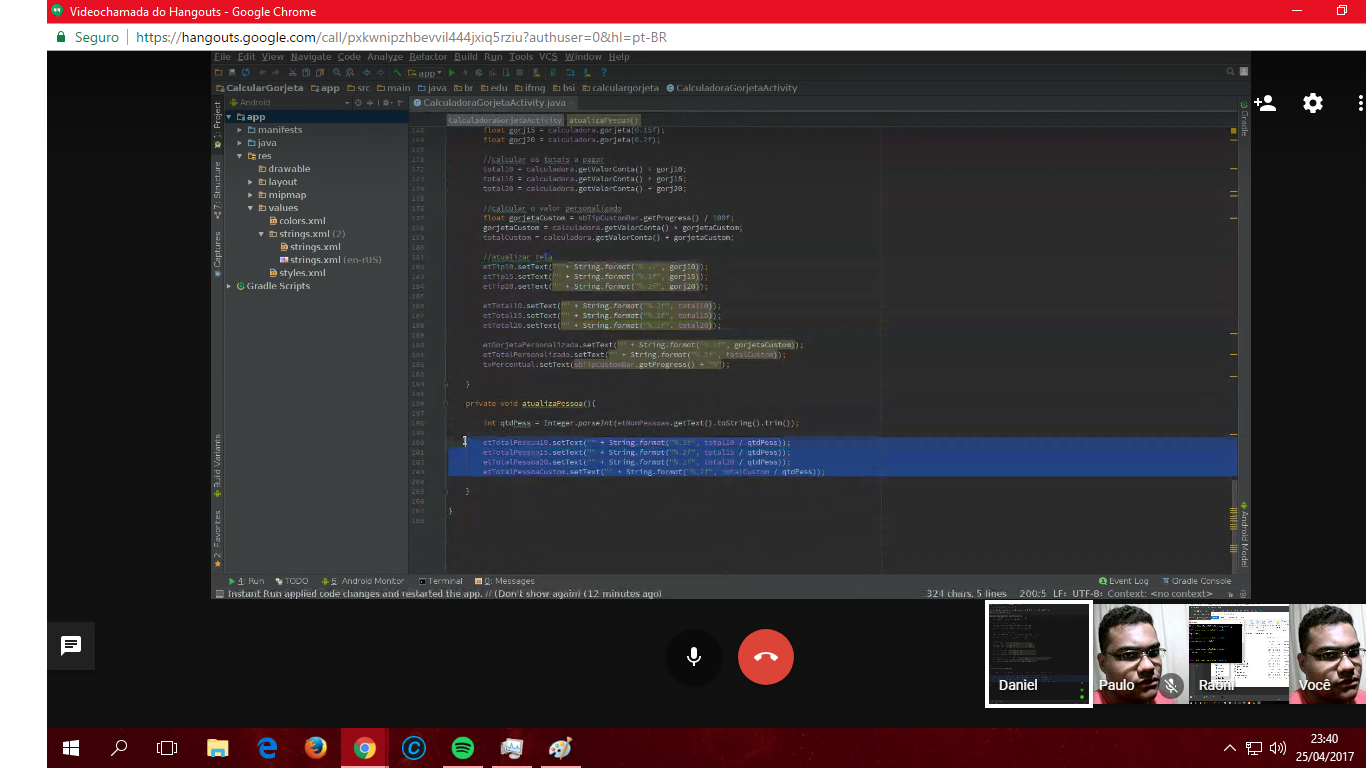 Videochamada do Hangouts - Google Chrome
Seguro | https://hangouts.google.com/call/pxkwnipzhbevvil444jxiq5rziu?authuser=0&hl=pt-BR
File Edit View Navigate Code Analyze Refactor Build Run Tools VCS Window Help
app
CalcularGorjeta app src main java br edu ifmg bsi calculargorjeta CalculadoraGorjetaActivity
Android
CalculadoraGorjetaActivity.java
CalculadoraGorjetaActivity atualizaPessoa()
1: Project
7: Structure
Captures
Build Variants
2: Favorites
app
manifests
java
res
drawable
layout
mipmap
values
colors.xml
strings.xml (2)
strings.xml
strings.xml (en-rUS)
styles.xml
Gradle Scripts
float gorj15 = calculadora.gorjeta(0.15f);
float gorj20 = calculadora.gorjeta(0.2f);
//calcular os totais a pagar
total10 = calculadora.getValorConta() + gorj10;
total15 = calculadora.getValorConta() + gorj15;
total20 = calculadora.getValorConta() + gorj20;
//calcular o valor personalizado
float gorjetaCustom = sbTipCustomBar.getProgress() / 100f;
gorjetaCustom = calculadora.getValorConta() * gorjetaCustom;
totalCustom = calculadora.getValorConta() + gorjetaCustom;
//atualizar tela
etTip10.setText("" + String.format("%.2f", gorj10));
etTip15.setText("" + String.format("%.2f", gorj15));
etTip20.setText("" + String.format("%.2f", gorj20));
etTotal10.setText("" + String.format("%.2f", total10));
etTotal15.setText("" + String.format("%.2f", total15));
etTotal20.setText("" + String.format("%.2f", total20));
etGorjetaPersonalizada.setText("" + String.format("%.2f", gorjetaCustom));
etTotalPersonalizado.setText("" + String.format("%.2f", totalCustom));
tvPercentual.setText(sbTipCustomBar.getProgress() + "%");
}
private void atualizaPessoa(){
int qtdPess = Integer.parseInt(etNumPessoas.getText().toString().trim());
etTotalPessoa10.setText("" + String.format("%.2f", total10 / qtdPess));
etTotalPessoa15.setText("" + String.format("%.2f", total15 / qtdPess));
etTotalPessoa20.setText("" + String.format("%.2f", total20 / qtdPess));
etTotalPessoaCustom.setText("" + String.format("%.2f", totalCustom / qtdPess));
}
}
Gradle
Android Model
4: Run TODO 6: Android Monitor Terminal 0: Messages Event Log Gradle Console
Instant Run applied code changes and restarted the app. // (Don't show again) (12 minutes ago) 324 chars, 5 lines 200:5 LF: UTF-8: Context: <no context>
Daniel Paulo Raoni Você
23:40
25/04/2017